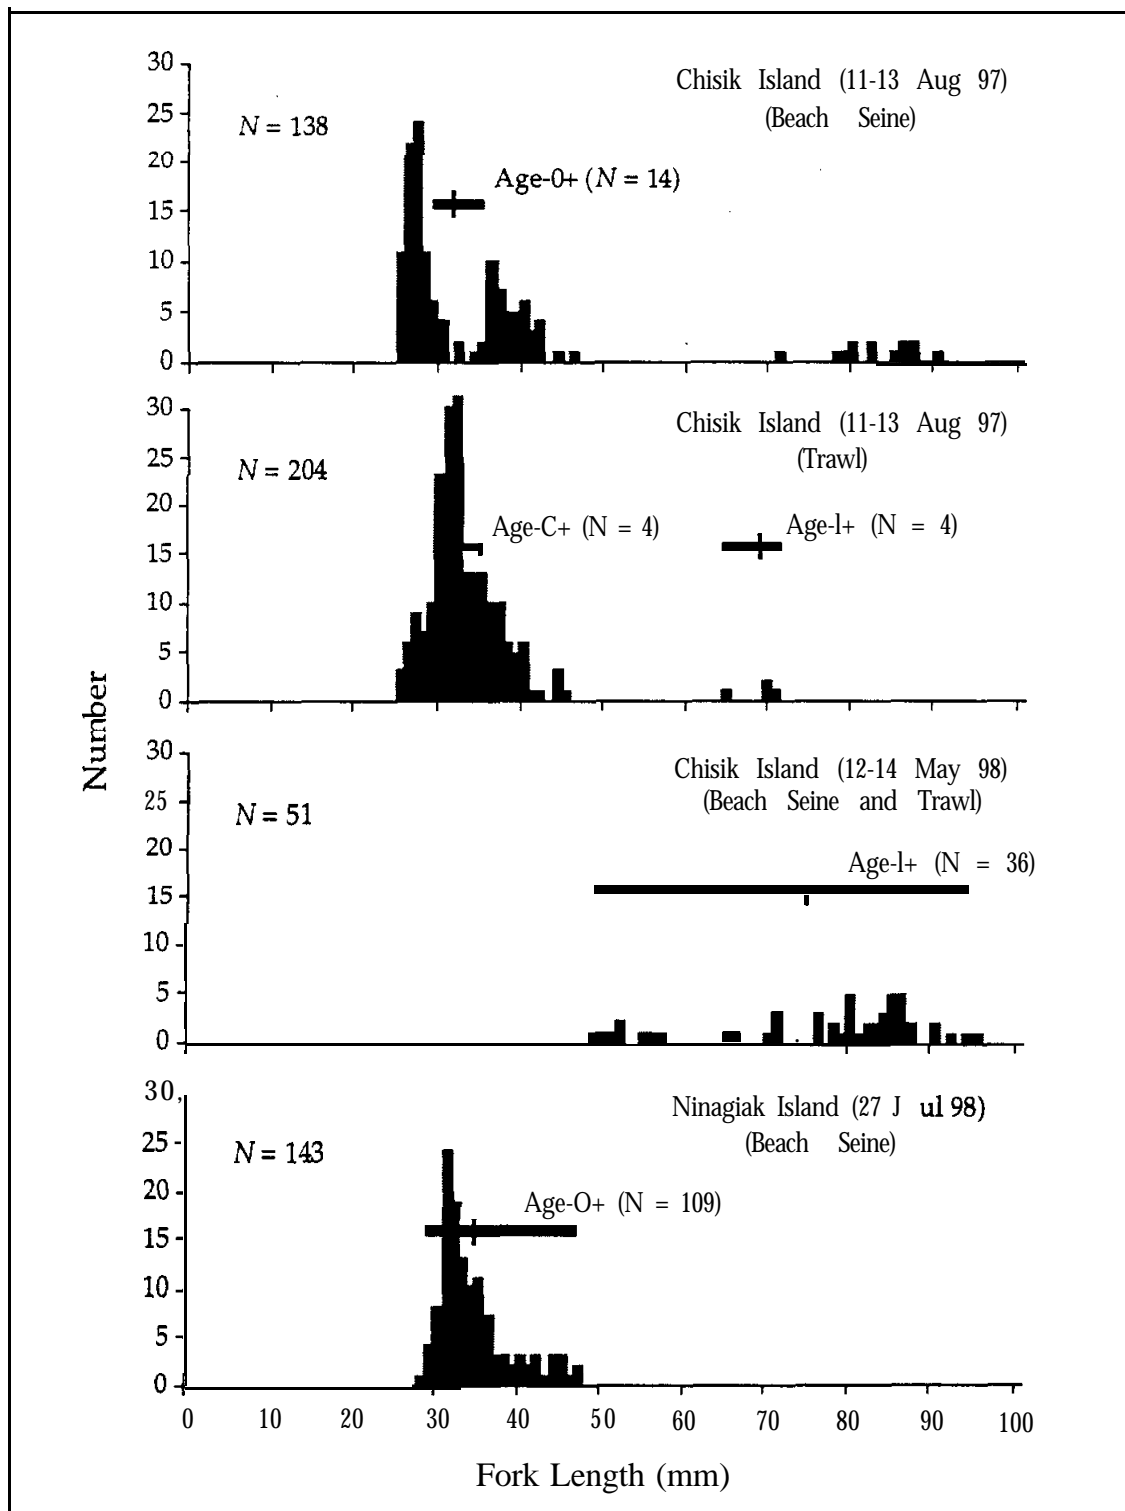 30
25
20
15
10
5
0
N = 138
Chisik Island (11-13 Aug 97)
(Beach Seine)
Age-0+ (N = 14)
30
25
20
15
10
5
0
N = 204
Chisik Island (11-13 Aug 97)
(Trawl)
Age-C+ (N = 4)
Age-l+ (N = 4)
Number
30
25
20
15
10
5
0
N = 51
Chisik Island (12-14 May 98)
(Beach Seine and Trawl)
Age-l+ (N = 36)
30,
25
20
15
10
5
0
N = 143
Ninagiak Island (27 J ul 98)
(Beach Seine)
Age-O+ (N = 109)
0 10 20 30 40 50 60 70 80 90 100
Fork Length (mm)